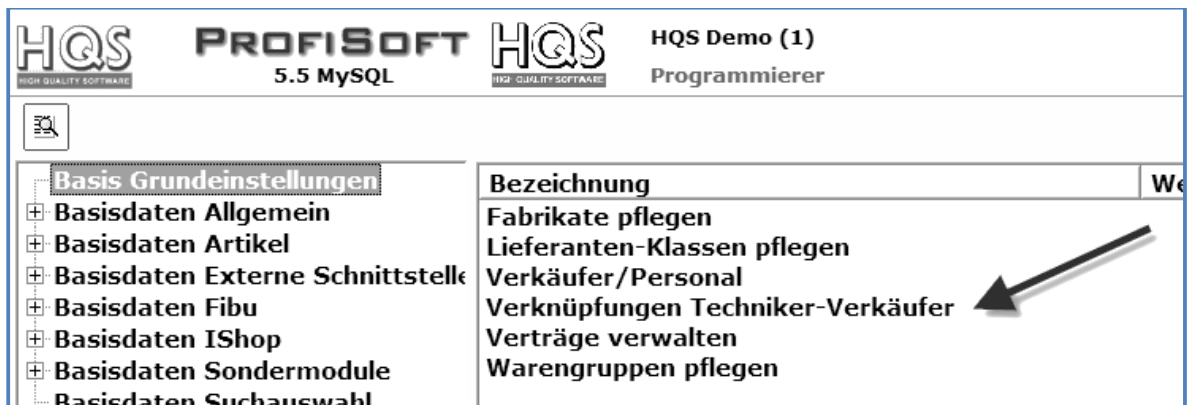 HQS
HIGH QUALITY SOFTWARE
PROFISOFT
5.5 MySQL
HQS
HIGH QUALITY SOFTWARE
HQS Demo (1)
Programmierer
Basis Grundeinstellungen
Basisdaten Allgemein
Basisdaten Artikel
Basisdaten Externe Schnittstelle
Basisdaten Fibu
Basisdaten IShop
Basisdaten Sondermodule
Basisdaten Suchauswahl
Bezeichnung
We
Fabrikate pflegen
Lieferanten-Klassen pflegen
Verkäufer/Personal
Verknüpfungen Techniker-Verkäufer
Verträge verwalten
Warengruppen pflegen